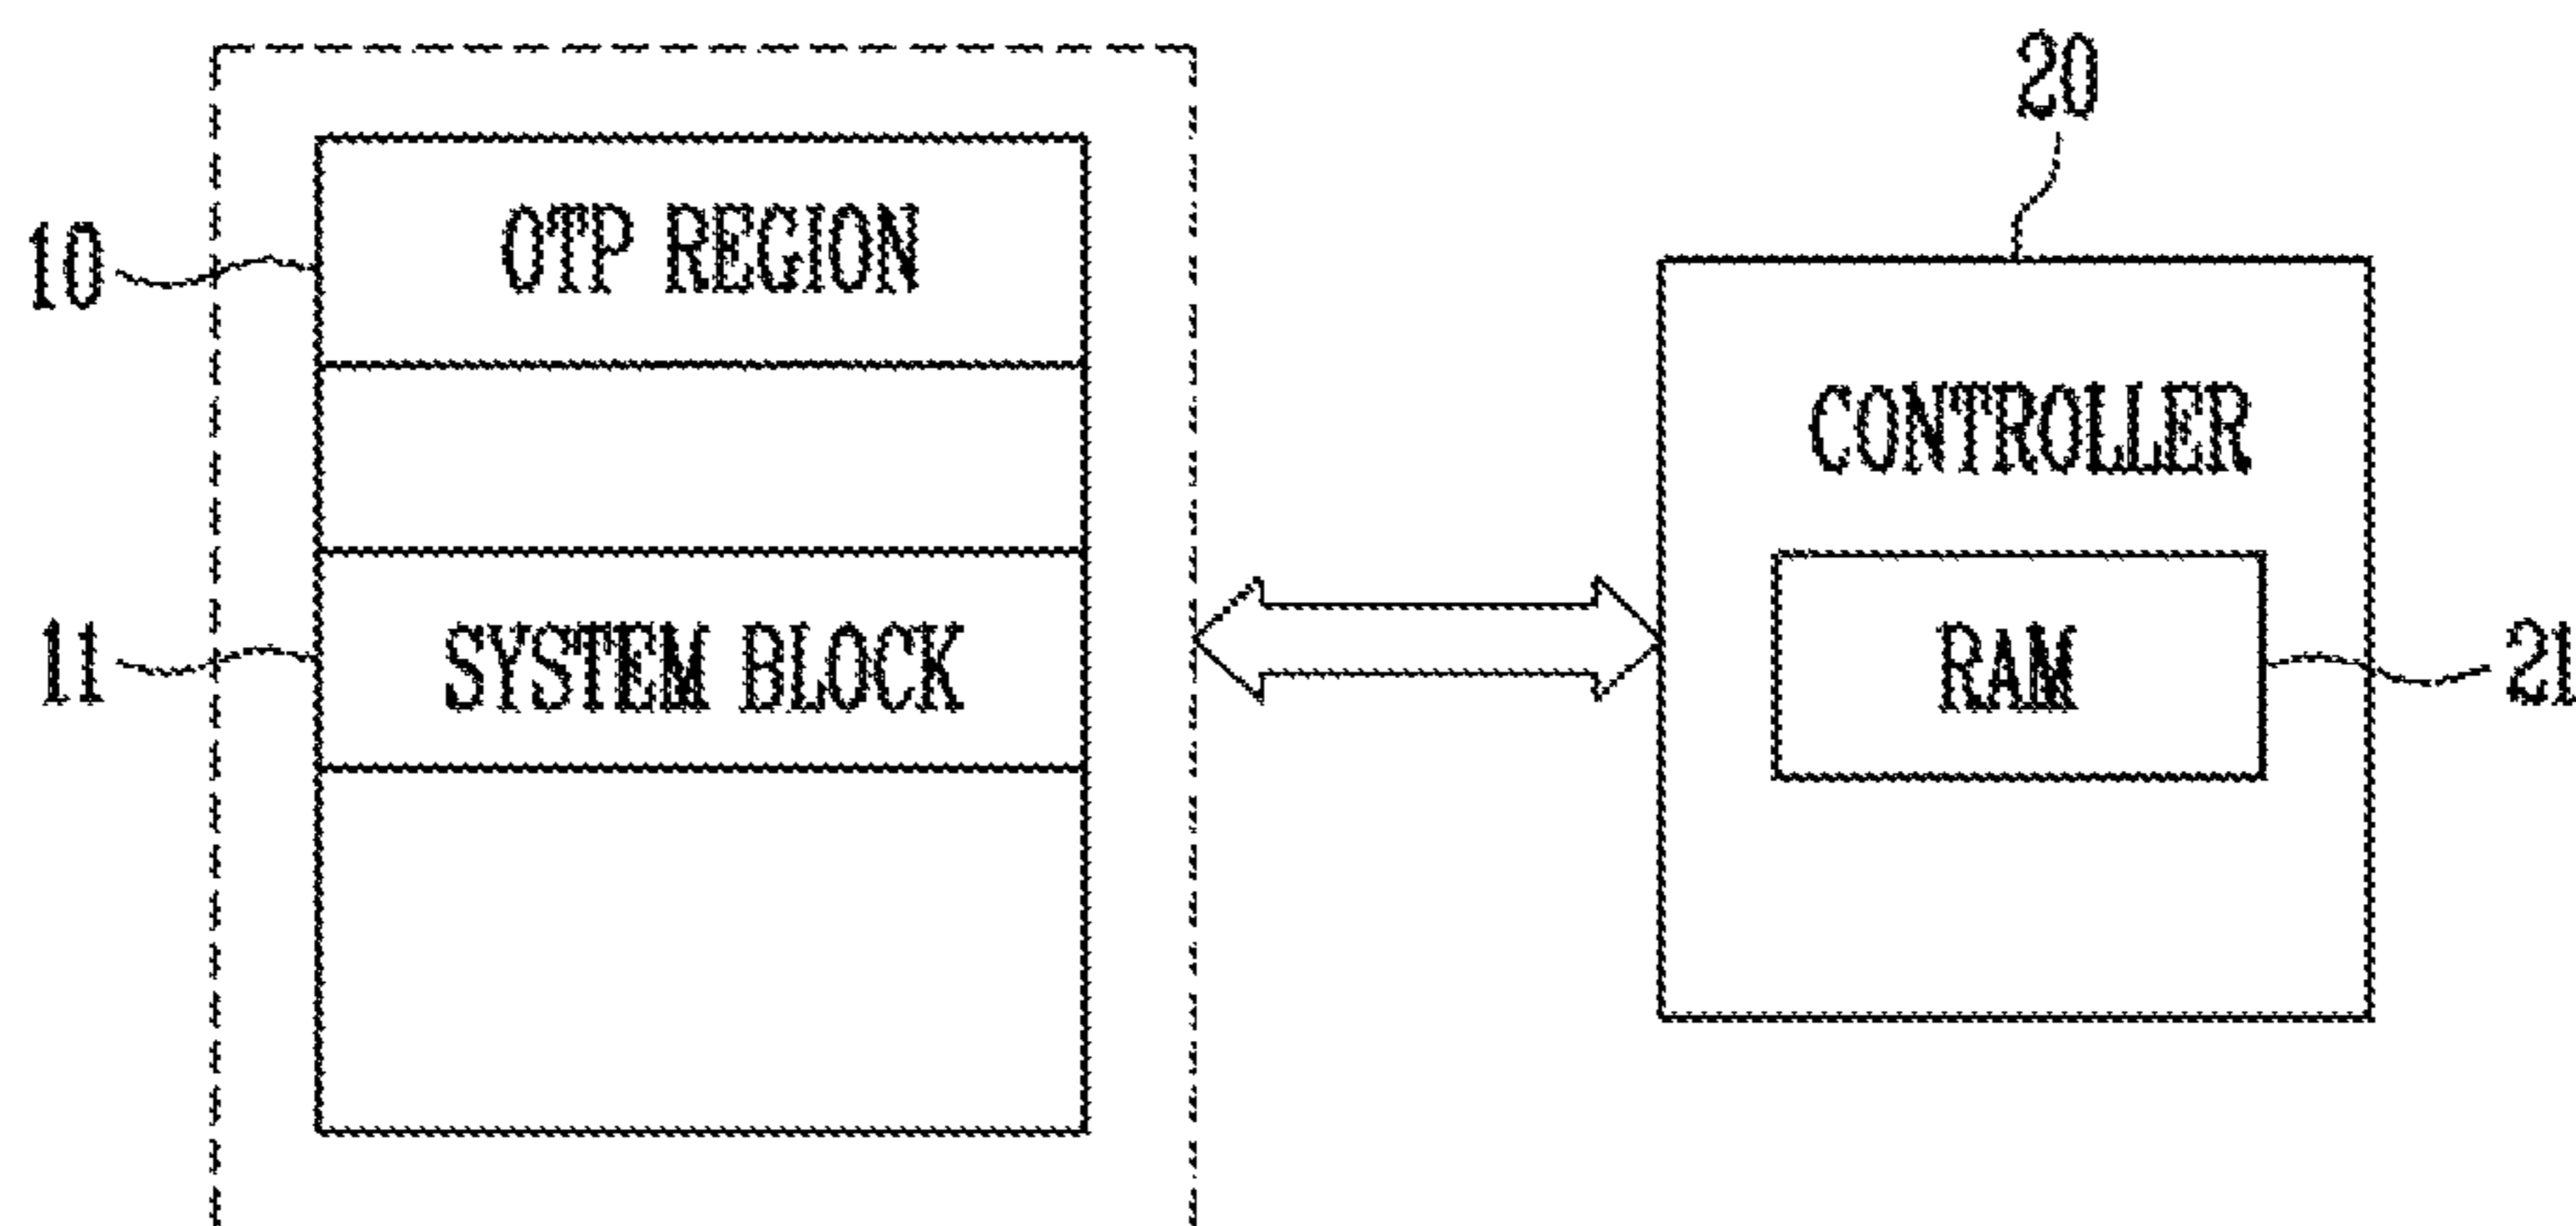 20
10
OTP REGION
CONTROLLER
11
SYSTEM BLOCK
RAM
21